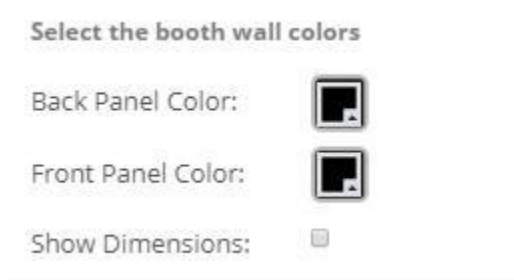 Select the booth wall colors
Back Panel Color:
Front Panel Color:
Show Dimensions: